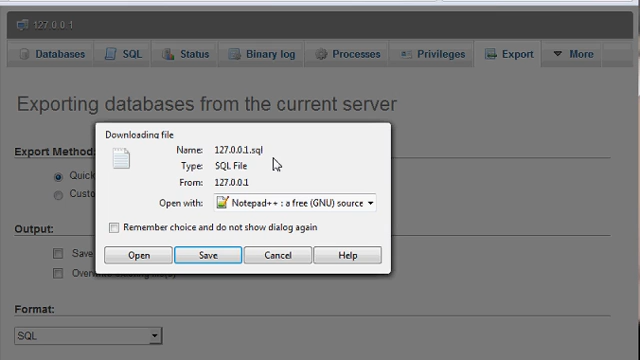 127.0.0.1
Databases SQL Status Binary log Processes Privileges Export More
Exporting databases from the current server
Downloading file
Name: 127.0.0.1.sql
Type: SQL File
From: 127.0.0.1
Open with: Notepad++ : a free (GNU) source
Remember choice and do not show dialog again
Open Save Cancel Help
Export Method:
Quick
Output:
Save
Format:
SQL